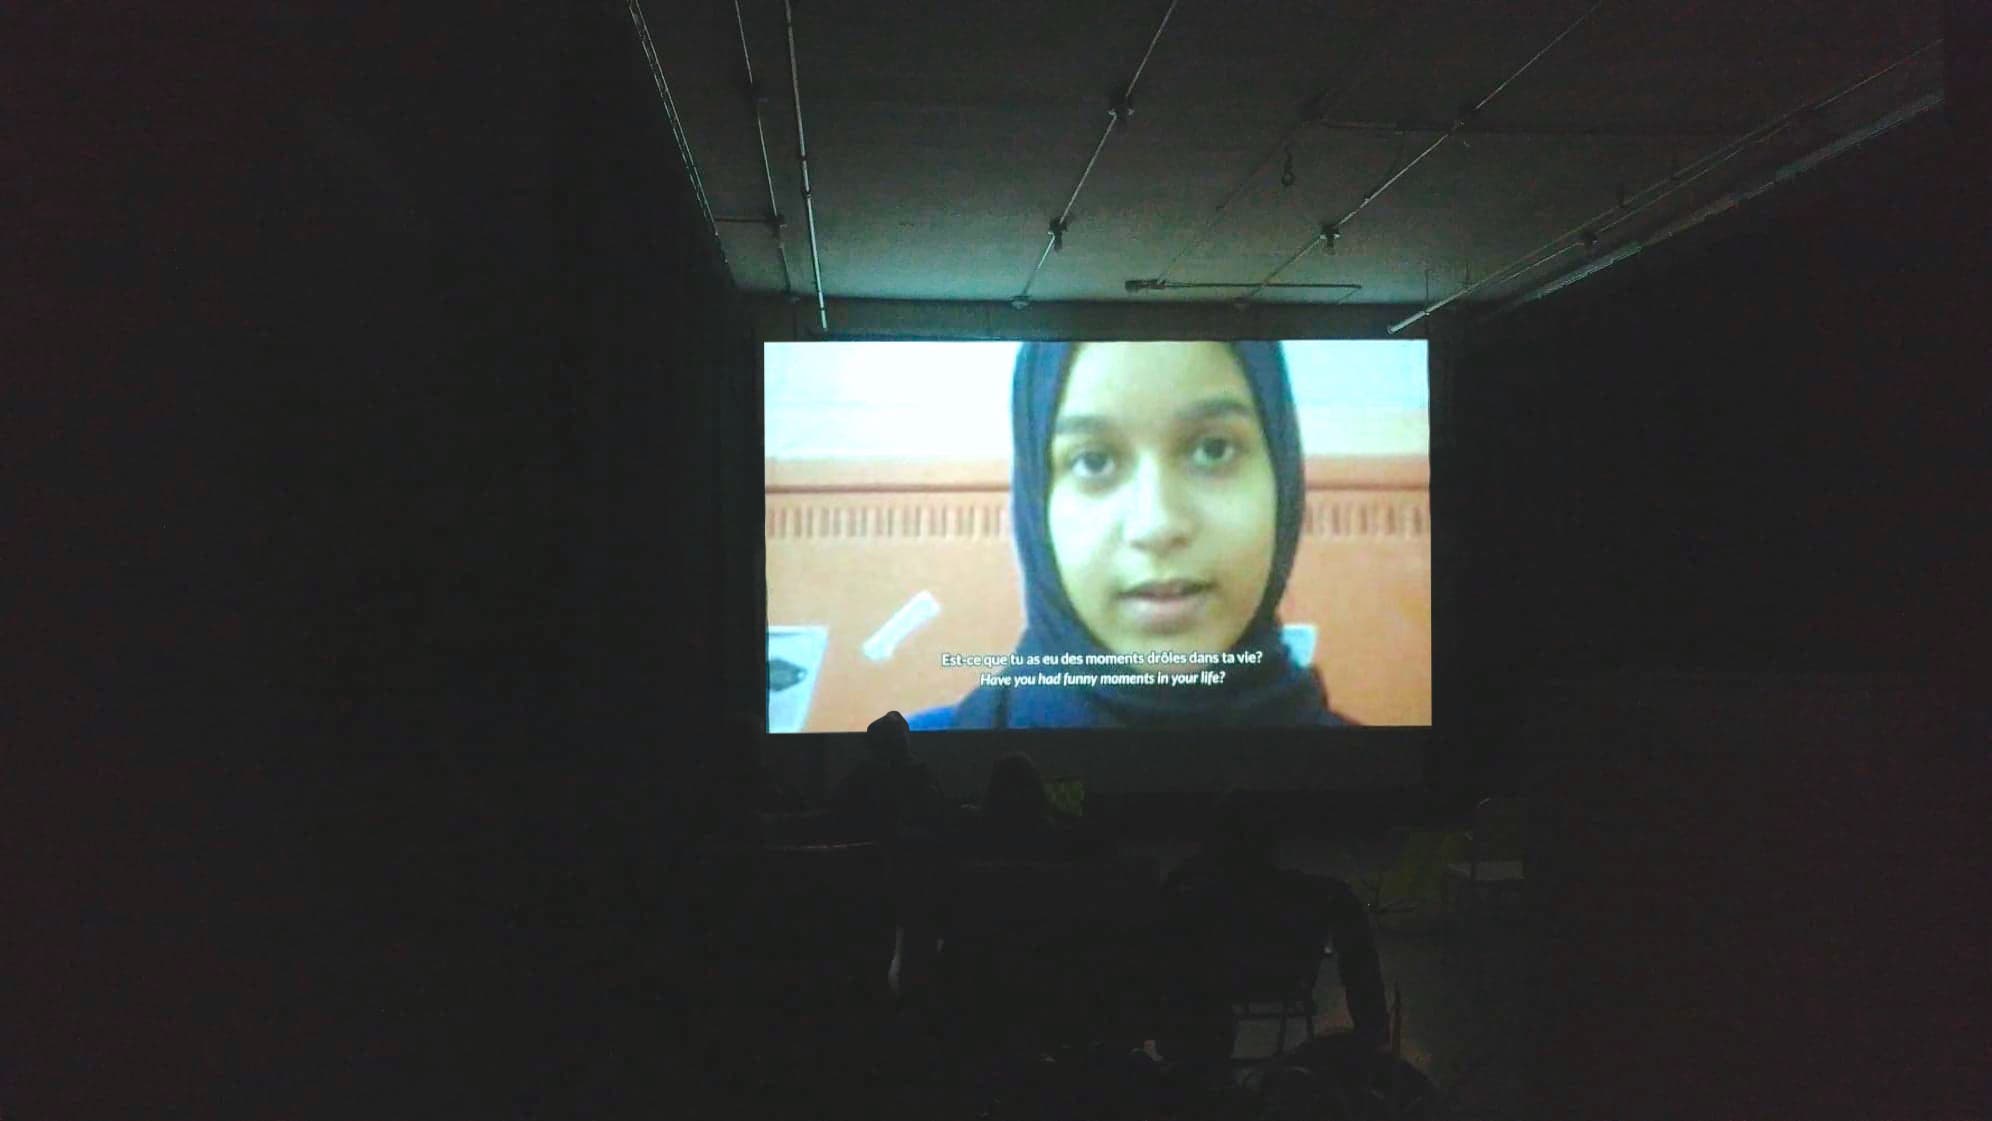 Est-ce que tu as eu des moments drôles dans ta vie?
Have you had funny moments in your life?